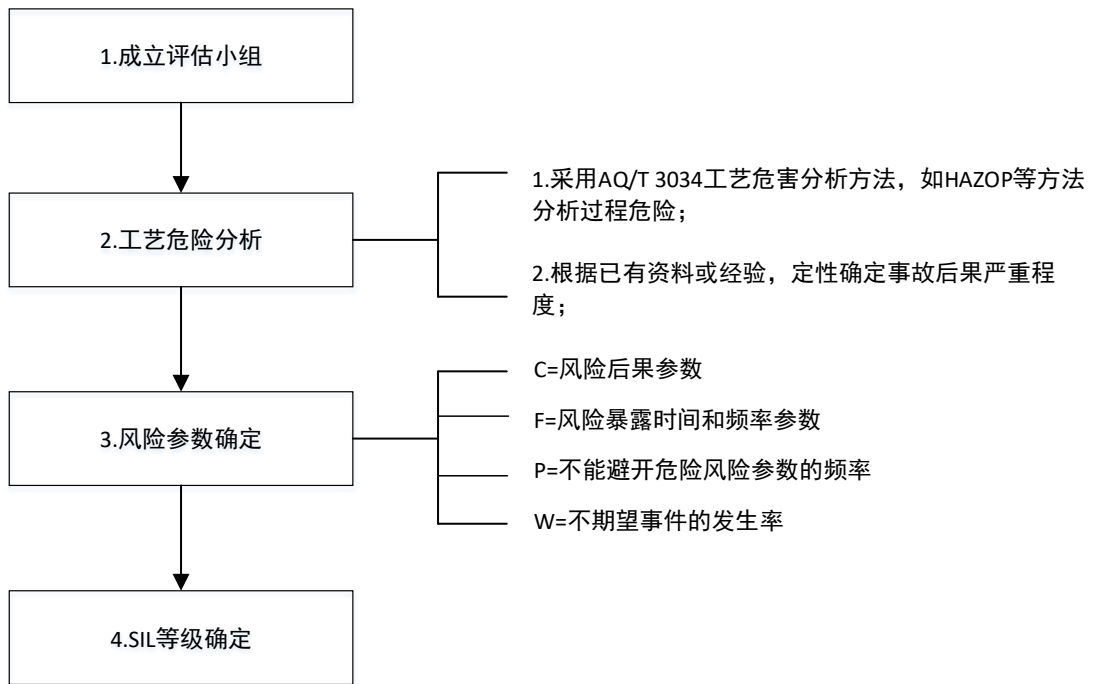 1.成立评估小组
2.工艺危险分析
1.采用AQ/T 3034工艺危害分析方法，如HAZOP等方法
分析过程危险；
2.根据已有资料或经验，定性确定事故后果严重程
度；
3.风险参数确定
C=风险后果参数
F=风险暴露时间和频率参数
P=不能避开危险风险参数的频率
W=不期望事件的发生率
4.SIL等级确定